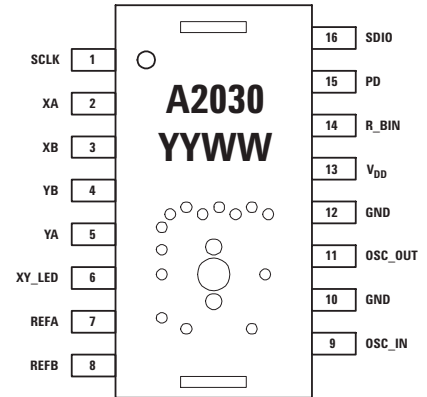 A2030
YYWW
SCLK 1
XA 2
XB 3
YB 4
YA 5
XY_LED 6
REFA 7
REFB 8
16 SDIO
15 PD
14 R_BIN
13 VDD
12 GND
11 OSC_OUT
10 GND
9 OSC_IN